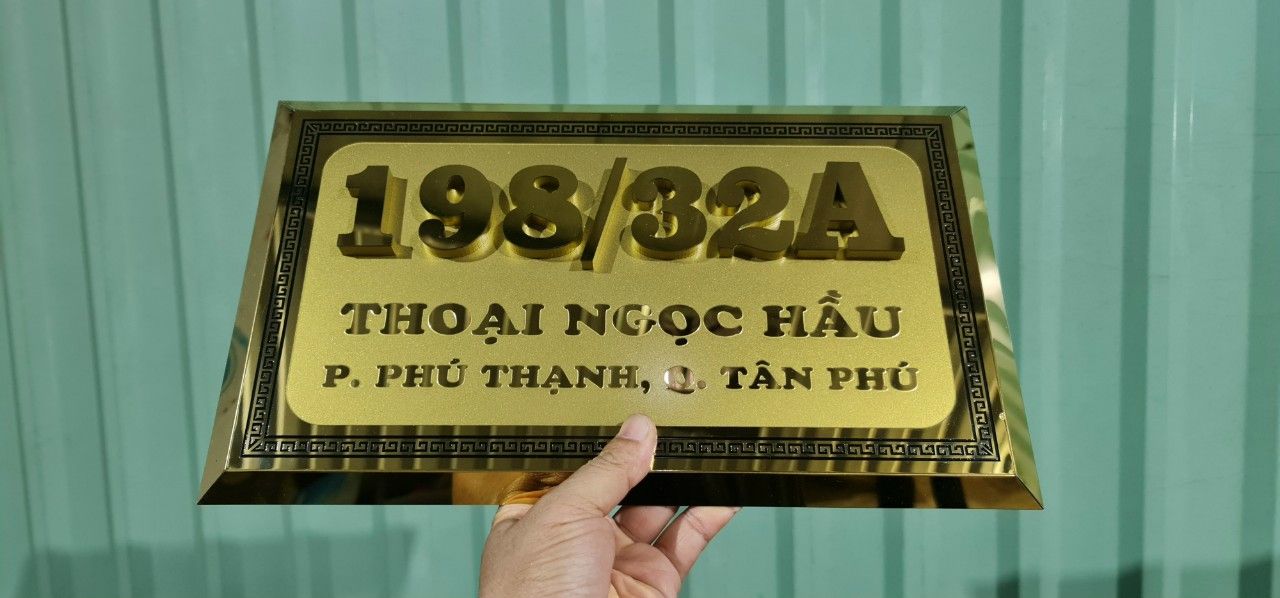 198/32A
THOẠI NGỌC HẦU
P. PHÚ THẠNH, Q. TÂN PHÚ